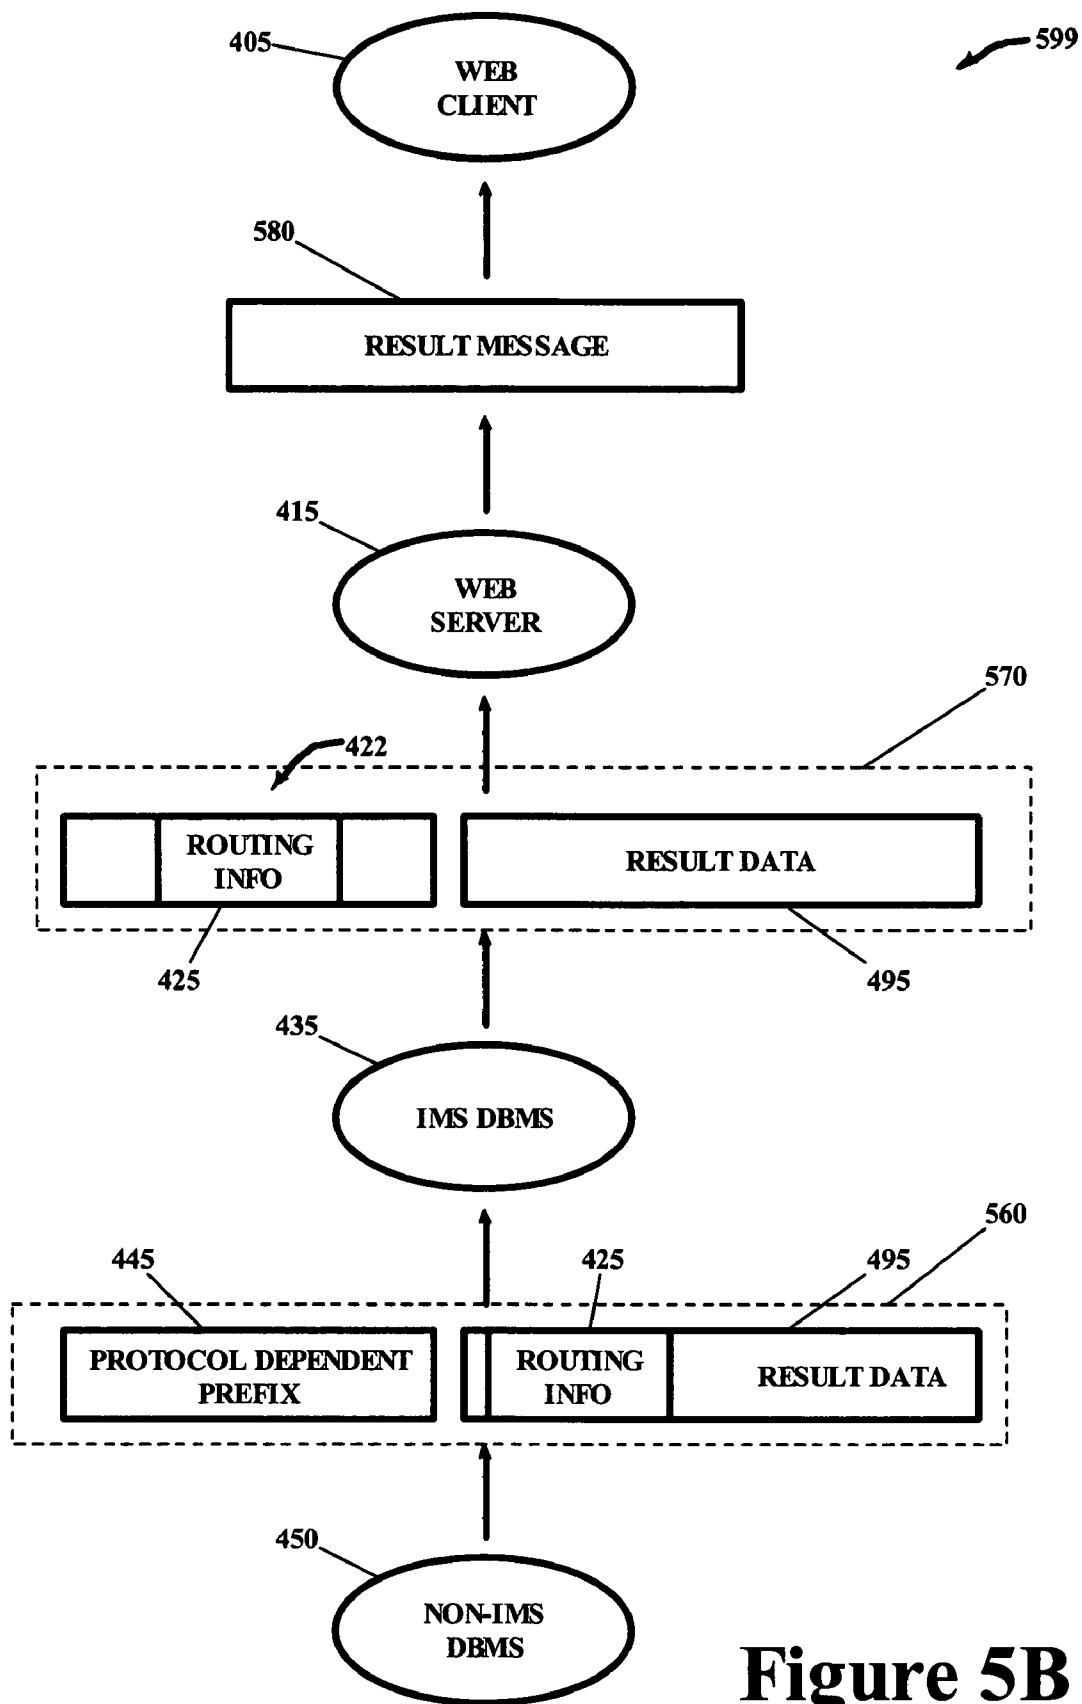 405
WEB
CLIENT
599
580
RESULT MESSAGE
415
WEB
SERVER
570
422
ROUTING
INFO
RESULT DATA
425
495
435
IMS DBMS
560
445
425
495
PROTOCOL DEPENDENT
PREFIX
ROUTING
INFO
RESULT DATA
450
NON-IMS
DBMS
Figure 5B